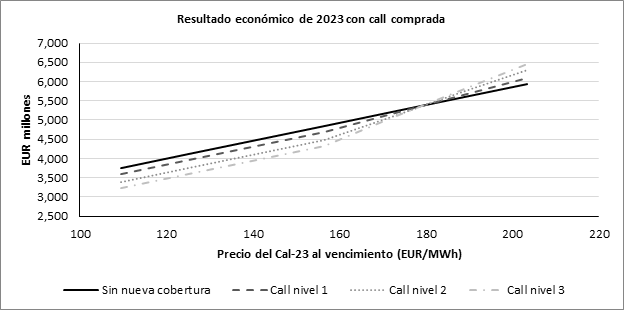 Resultado económico de 2023 con call comprada
7,000
6,500
6,000
5,500
5,000
4,500
4,000
3,500
3,000
2,500
EUR millones
100 120 140 160 180 200 220
Precio del Cal-23 al vencimiento (EUR/MWh)
Sin nueva cobertura Call nivel 1 Call nivel 2 Call nivel 3